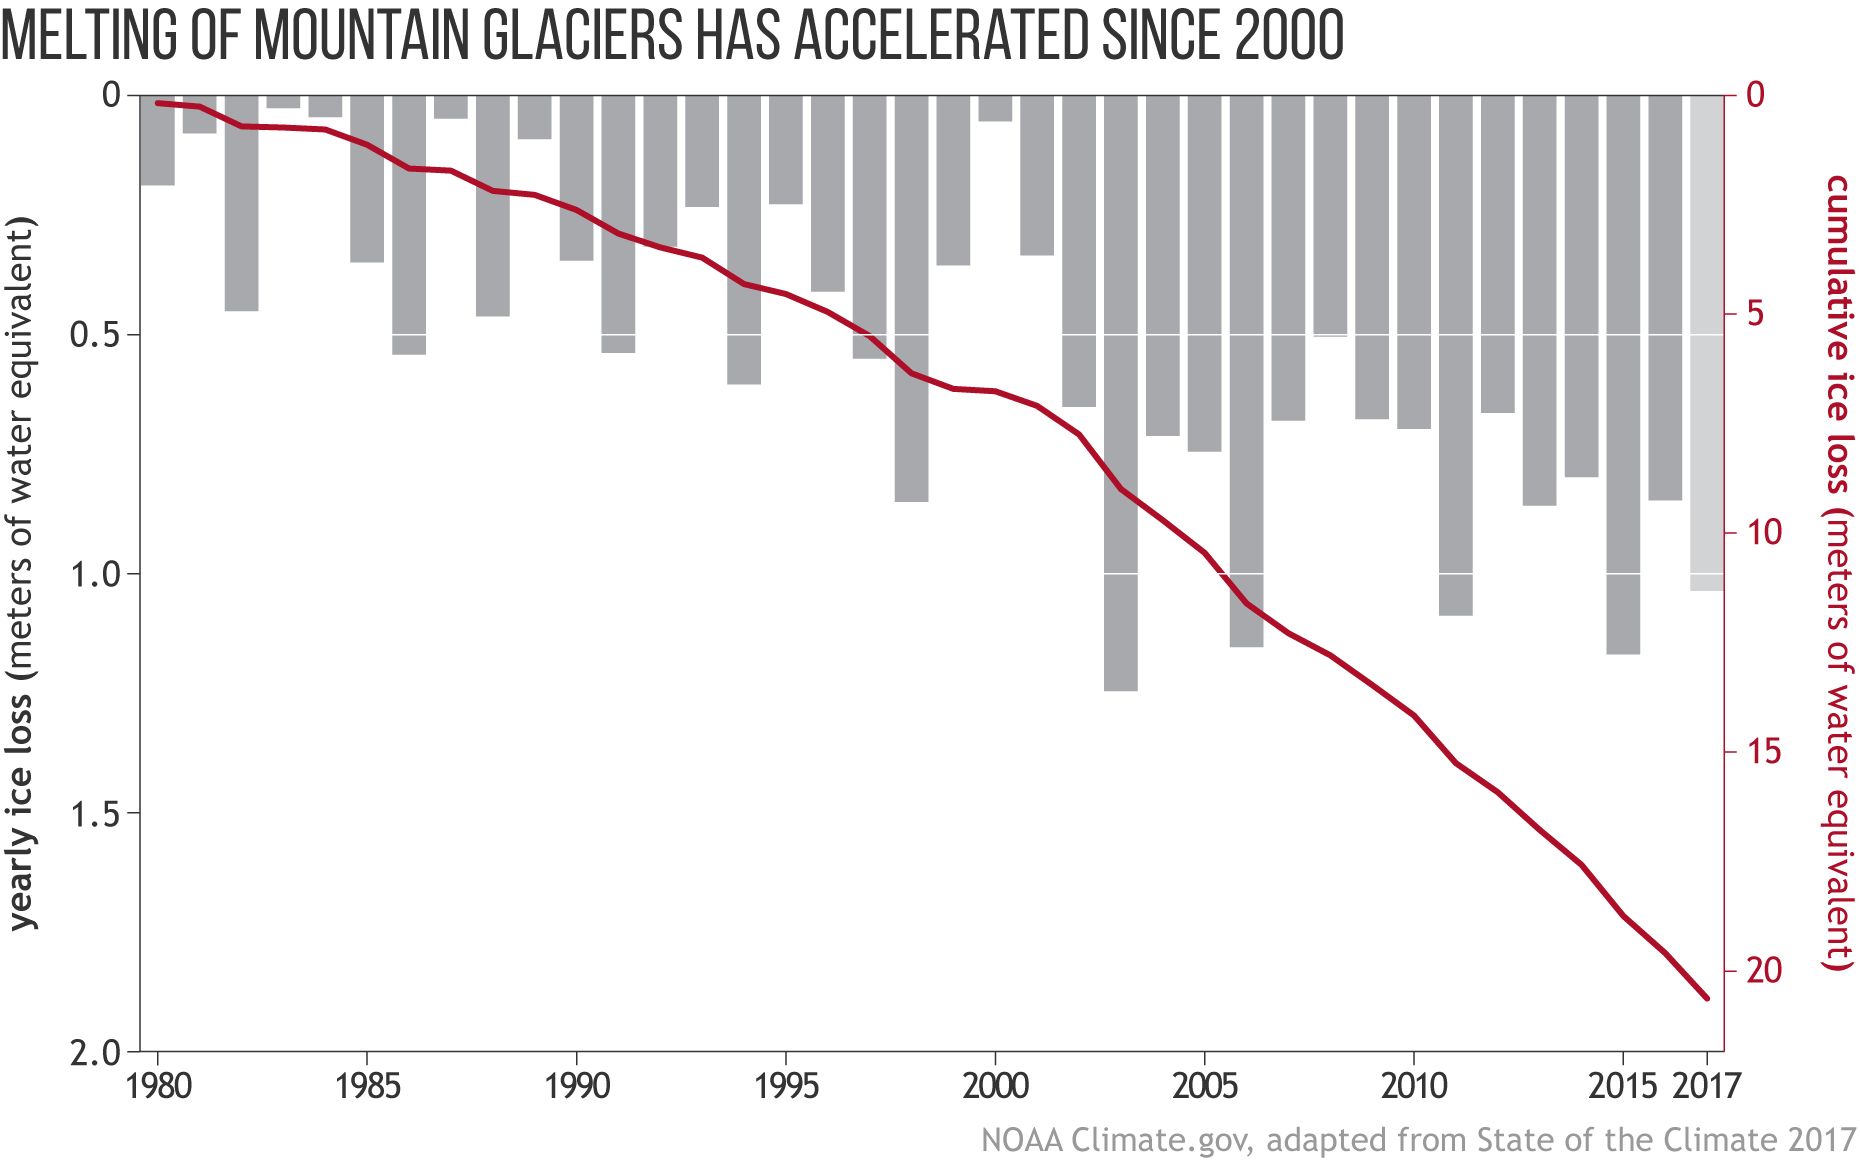 MELTING OF MOUNTAIN GLACIERS HAS ACCELERATED SINCE 2000
yearly ice loss (meters of water equivalent)
0
0.5
1.0
1.5
2.0
0
5
10
15
20
cumulative ice loss (meters of water equivalent)
1980 1985 1990 1995 2000 2005 2010 2015 2017
NOAA Climate.gov, adapted from State of the Climate 2017